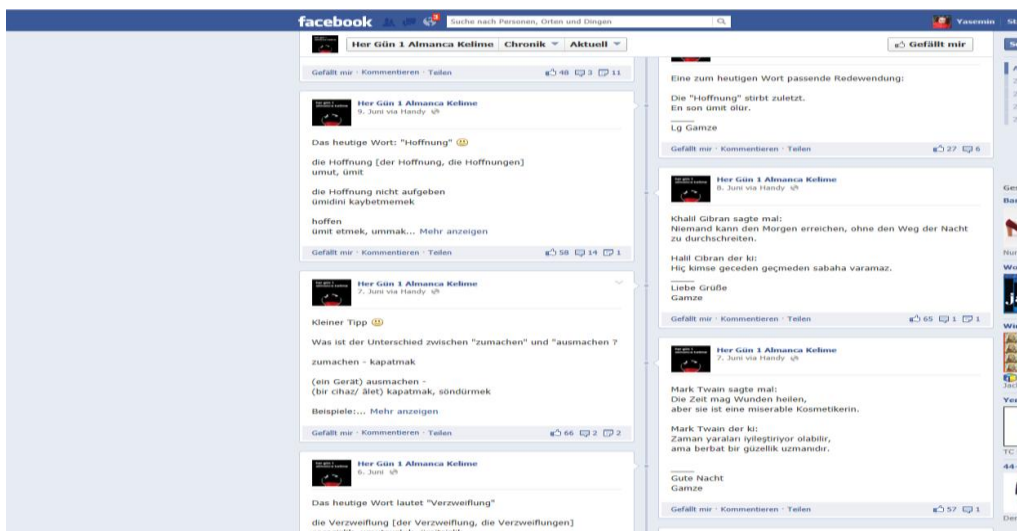 facebook
3
Suche nach Personen, Orten und Dingen
Yasemin
Her Gün 1 Almanca Kelime
Chronik
Aktuell
Gefällt mir
Gefällt mir · Kommentieren · Teilen
48 3 11
Her Gün 1 Almanca Kelime
9. Juni via Handy
Das heutige Wort: "Hoffnung"
die Hoffnung [der Hoffnung, die Hoffnungen]
umut, ümit
die Hoffnung nicht aufgeben
ümidini kaybetmemek
hoffen
ümit etmek, ummak... Mehr anzeigen
Gefällt mir · Kommentieren · Teilen
58 14 1
Her Gün 1 Almanca Kelime
7. Juni via Handy
Kleiner Tipp
Was ist der Unterschied zwischen "zumachen" und "ausmachen ?
zumachen - kapatmak
(ein Gerät) ausmachen -
(bir cihaz/ âlet) kapatmak, söndürmek
Beispiele:... Mehr anzeigen
Gefällt mir · Kommentieren · Teilen
66 2 2
Her Gün 1 Almanca Kelime
6. Juni
Das heutige Wort lautet "Verzweiflung"
die Verzweiflung [der Verzweiflung, die Verzweiflungen]
Eine zum heutigen Wort passende Redewendung:
Die "Hoffnung" stirbt zuletzt.
En son ümit ölür.
Lg Gamze
Gefällt mir · Kommentieren · Teilen
27 6
Her Gün 1 Almanca Kelime
8. Juni via Handy
Khalil Gibran sagte mal:
Niemand kann den Morgen erreichen, ohne den Weg der Nacht
zu durchschreiten.
Halil Cibran der ki:
Hiç kimse geceden geçmeden sabaha varamaz.
Liebe Grüße
Gamze
Gefällt mir · Kommentieren · Teilen
65 1 1
Her Gün 1 Almanca Kelime
7. Juni via Handy
Mark Twain sagte mal:
Die Zeit mag Wunden heilen,
aber sie ist eine miserable Kosmetikerin.
Mark Twain der ki:
Zaman yaraları iyileştiriyor olabilir,
ama berbat bir güzellik uzmanıdır.
Gute Nacht
Gamze
Gefällt mir · Kommentieren · Teilen
57 1